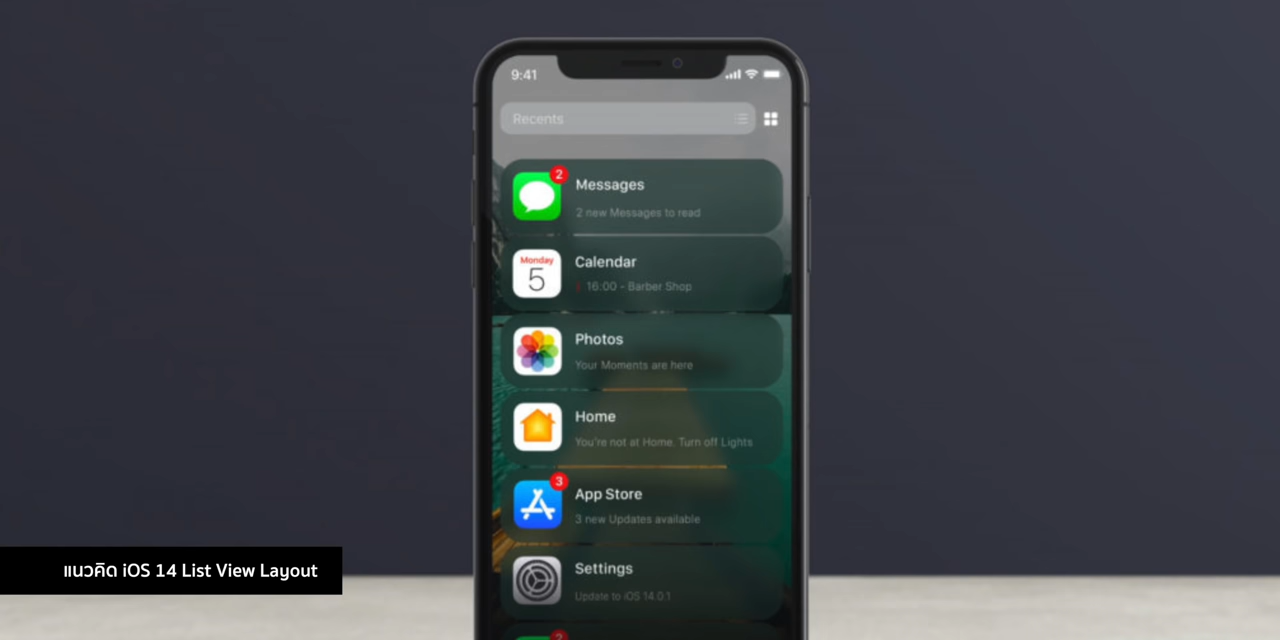 9:41
Recents
2
Messages
2 new Messages to read
Monday
5
Calendar
16:00 - Barber Shop
Photos
Your Moments are here
Home
You're not at Home. Turn off Lights
3
App Store
3 new Updates available
Settings
Update to iOS 14.0.1
2
แนวคิด iOS 14 List View Layout